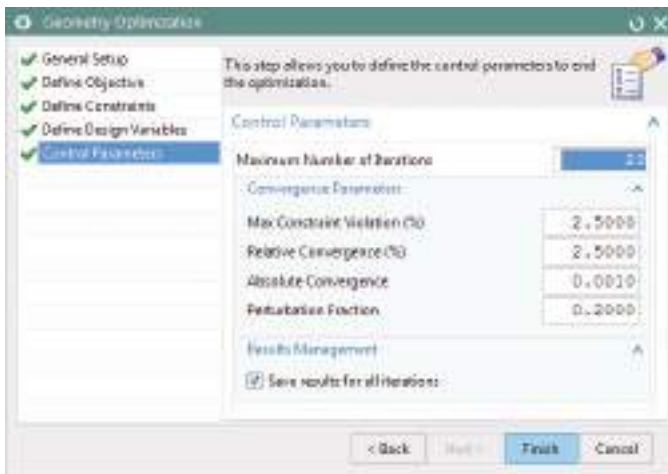 Geometry Optimization
General Setup
Define Objective
Define Constraints
Define Design Variables
Control Parameters
This step allows you to define the control parameters to end
the optimization.
Control Parameters
Maximum Number of Iterations
Convergence Parameters
Max Constraint Violation (%) 2.5000
Relative Convergence (%) 2.5000
Absolute Convergence 0.0010
Perturbation Fraction 0.2000
Results Management
Save results for all iterations
< Back Next > Finish Cancel